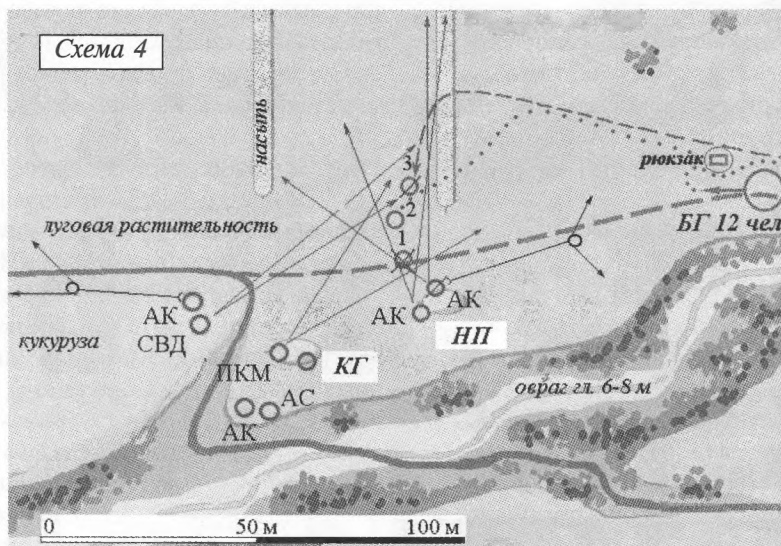 Схема 4
насыпь
3
2
1
рюкзак
луговая растительность
БГ 12 чел
АК
СВД
АК
АК
НП
кукуруза
ПКМ
КГ
АК
АС
овраг гл. 6-8 м
0
50 м
100 м